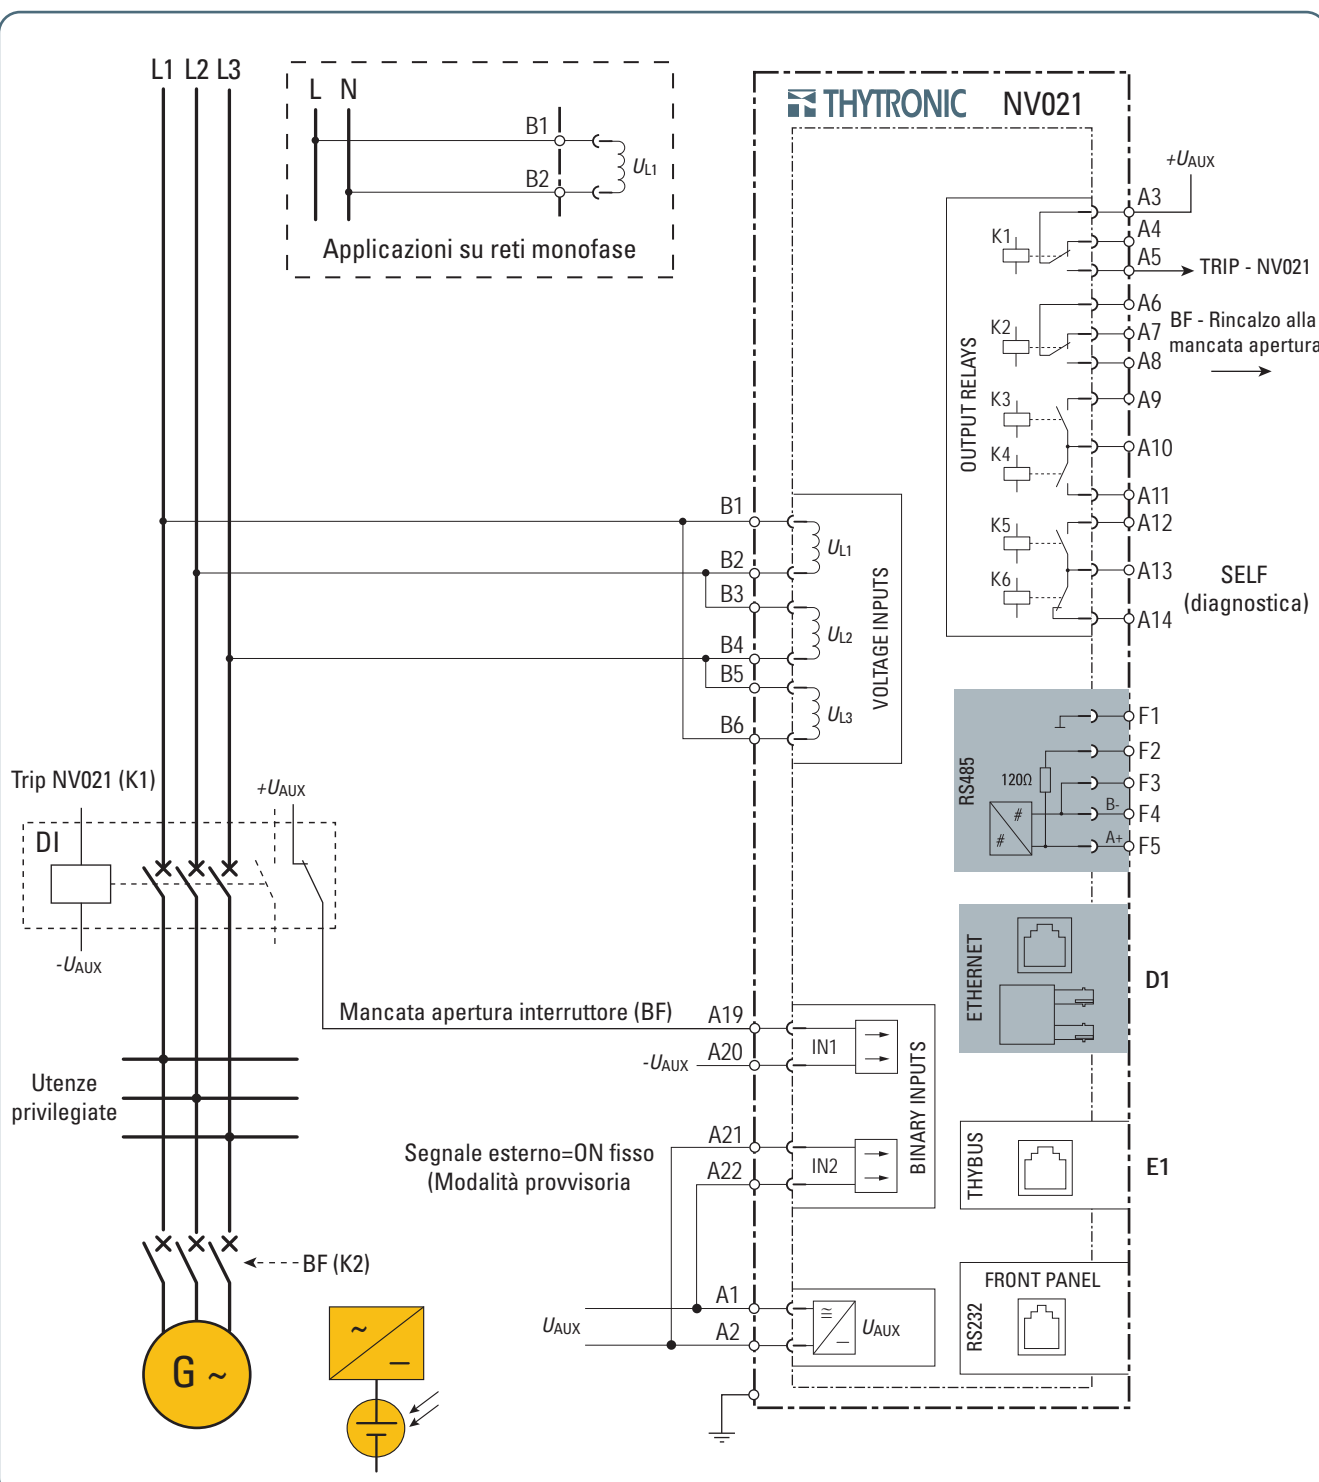 L1 L2 L3
L N
B1
B2
UL1
Applicazioni su reti monofase
THYTRONIC NV021
+UAUX
A3
A4
A5
TRIP - NV021
K1
A6
A7
A8
BF - Rincalzo alla
mancata apertura
K2
OUTPUT RELAYS
K3
A9
K4
A10
A11
K5
A12
K6
A13
A14
SELF
(diagnostica)
B1
B2
B3
B4
B5
B6
UL1
UL2
UL3
VOLTAGE INPUTS
RS485
120Ω
#
#
B-
A+
F1
F2
F3
F4
F5
Trip NV021 (K1)
+UAUX
DI
-UAUX
ETHERNET
D1
Mancata apertura interruttore (BF)
A19
-UAUX A20
IN1
Utenze
privilegiate
Segnale esterno=ON fisso
(Modalità provvisoria
A21
A22
IN2
BINARY INPUTS
THYBUS
E1
BF (K2)
UAUX
A1
A2
UAUX
FRONT PANEL
RS232
G ~
~